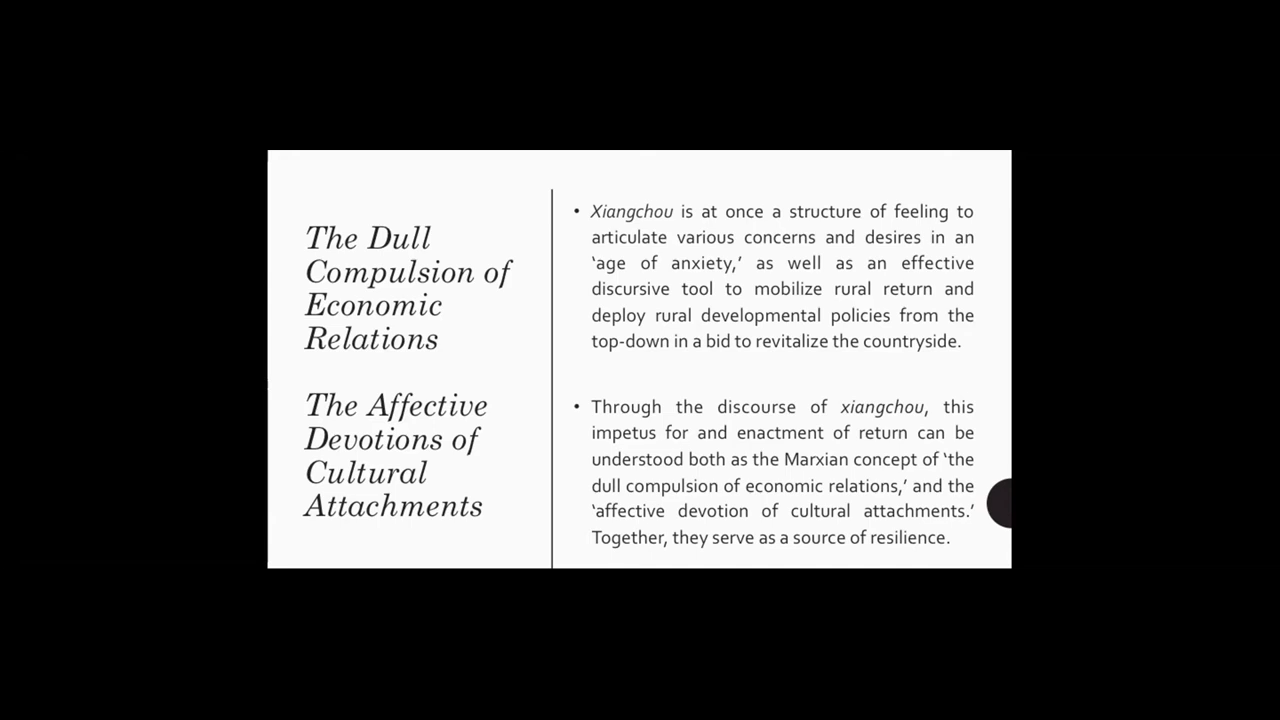 The Dull
Compulsion of
Economic
Relations
The Affective
Devotions of
Cultural
Attachments
• Xiangchou is at once a structure of feeling to
articulate various concerns and desires in an
‘age of anxiety,’ as well as an effective
discursive tool to mobilize rural return and
deploy rural developmental policies from the
top-down in a bid to revitalize the countryside.
• Through the discourse of xiangchou, this
impetus for and enactment of return can be
understood both as the Marxian concept of ‘the
dull compulsion of economic relations,’ and the
‘affective devotion of cultural attachments.’
Together, they serve as a source of resilience.